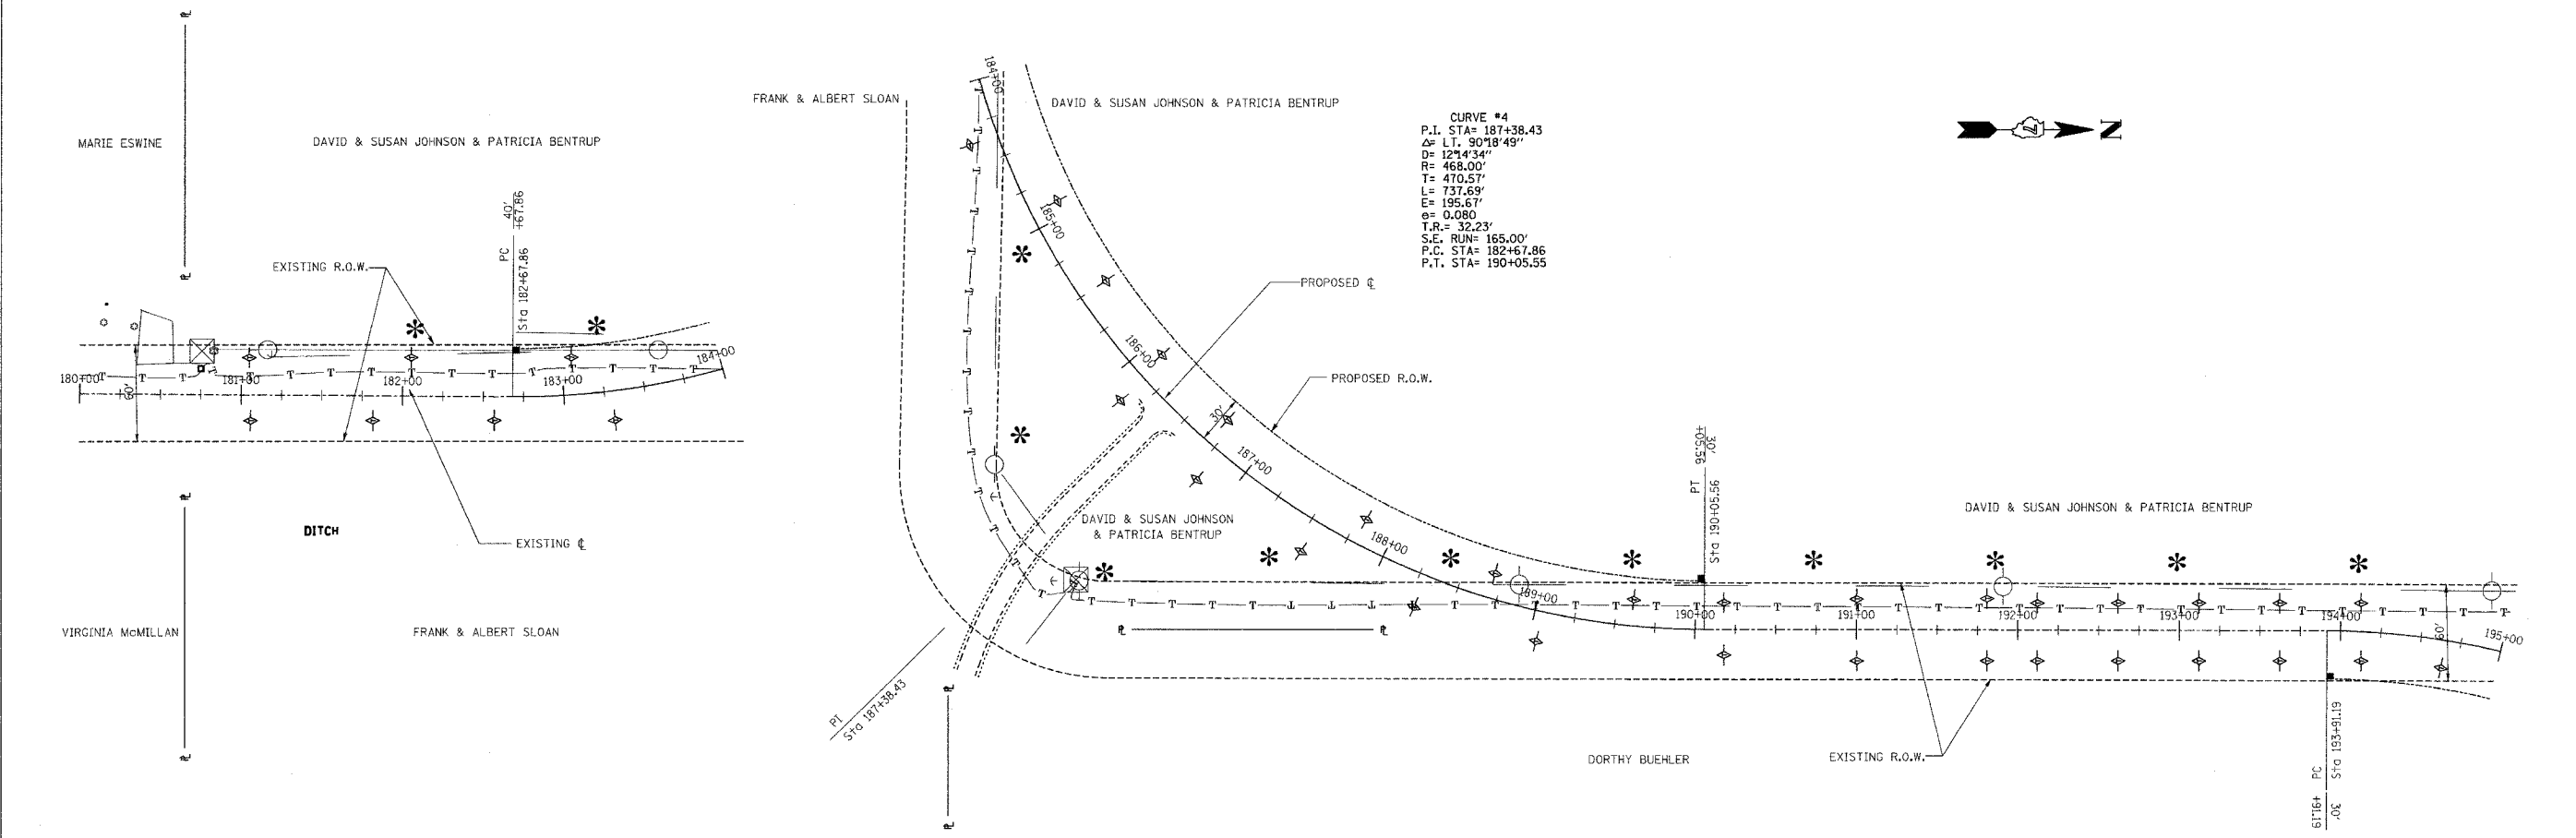 MARIE ESWINE
DAVID & SUSAN JOHNSON & PATRICIA BENTRUP
EXISTING R.O.W.
PC
Sta 182+67.86
40'
+67.86
180+00
181+00
182+00
183+00
184+00
60'
VIRGINIA McMILLAN
DITCH
FRANK & ALBERT SLOAN
EXISTING ℄
FRANK & ALBERT SLOAN
DAVID & SUSAN JOHNSON & PATRICIA BENTRUP
CURVE #4
P.I. STA= 187+38.43
Δ= LT. 90°18'49"
D= 12°14'34"
R= 468.00'
T= 470.57'
L= 737.69'
E= 195.67'
e= 0.080
T.R.= 32.23'
S.E. RUN= 165.00'
P.C. STA= 182+67.86
P.T. STA= 190+05.55
N
184+00
185+00
186+00
187+00
188+00
189+00
190+00
191+00
192+00
193+00
194+00
195+00
PROPOSED ℄
PROPOSED R.O.W.
30'
DAVID & SUSAN JOHNSON
& PATRICIA BENTRUP
PT
Sta 190+05.56
30'
+05.56
DAVID & SUSAN JOHNSON & PATRICIA BENTRUP
PI
Sta 187+38.43
60'
DORTHY BUEHLER
EXISTING R.O.W.
PC
Sta 193+91.19
30'
+91.19